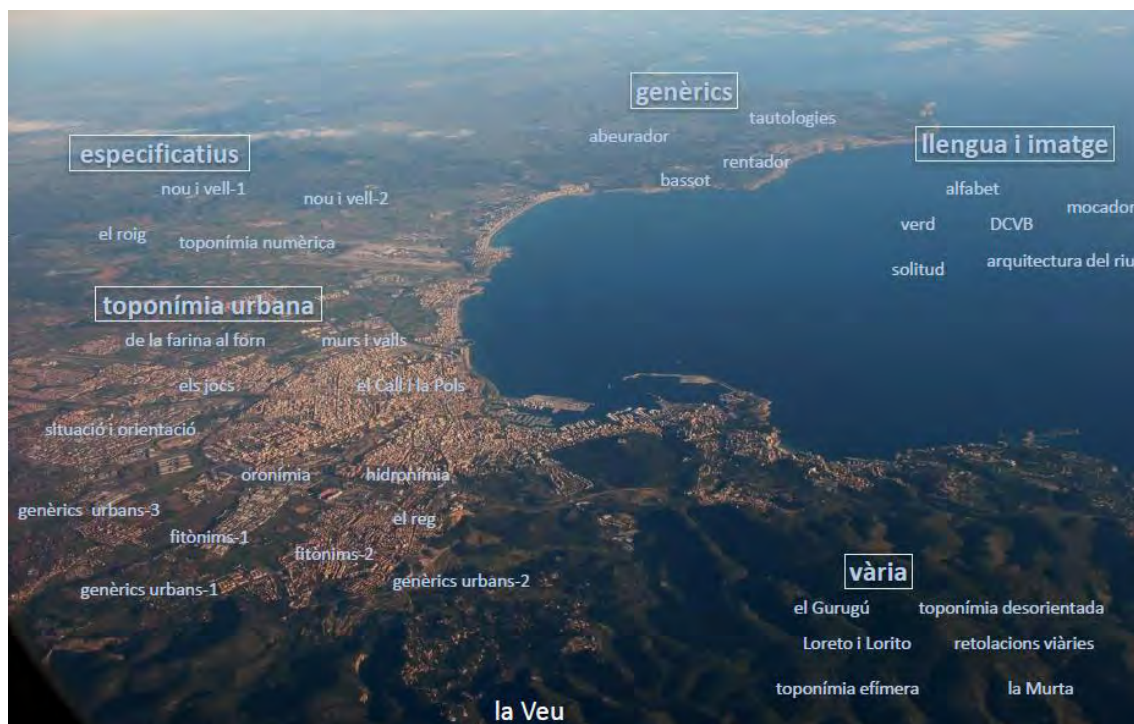 genèrics
tautologies
abeurador
rentador
bassot
especificatius
nou i vell-1
nou i vell-2
el roig
toponímia numèrica
llengua i imatge
alfabet
mocador
verd
DCVB
solitud
arquitectura del riu
toponímia urbana
de la farina al forn
murs i valls
els jocs
el Call i la Pols
situació i orientació
oronímia
hidronímia
genèrics urbans-3
el reg
fitònims-1
fitònims-2
genèrics urbans-1
genèrics urbans-2
vària
el Gurugú
toponímia desorientada
Loreto i Lorito
retolacions viàries
toponímia efímera
la Murta
la Veu